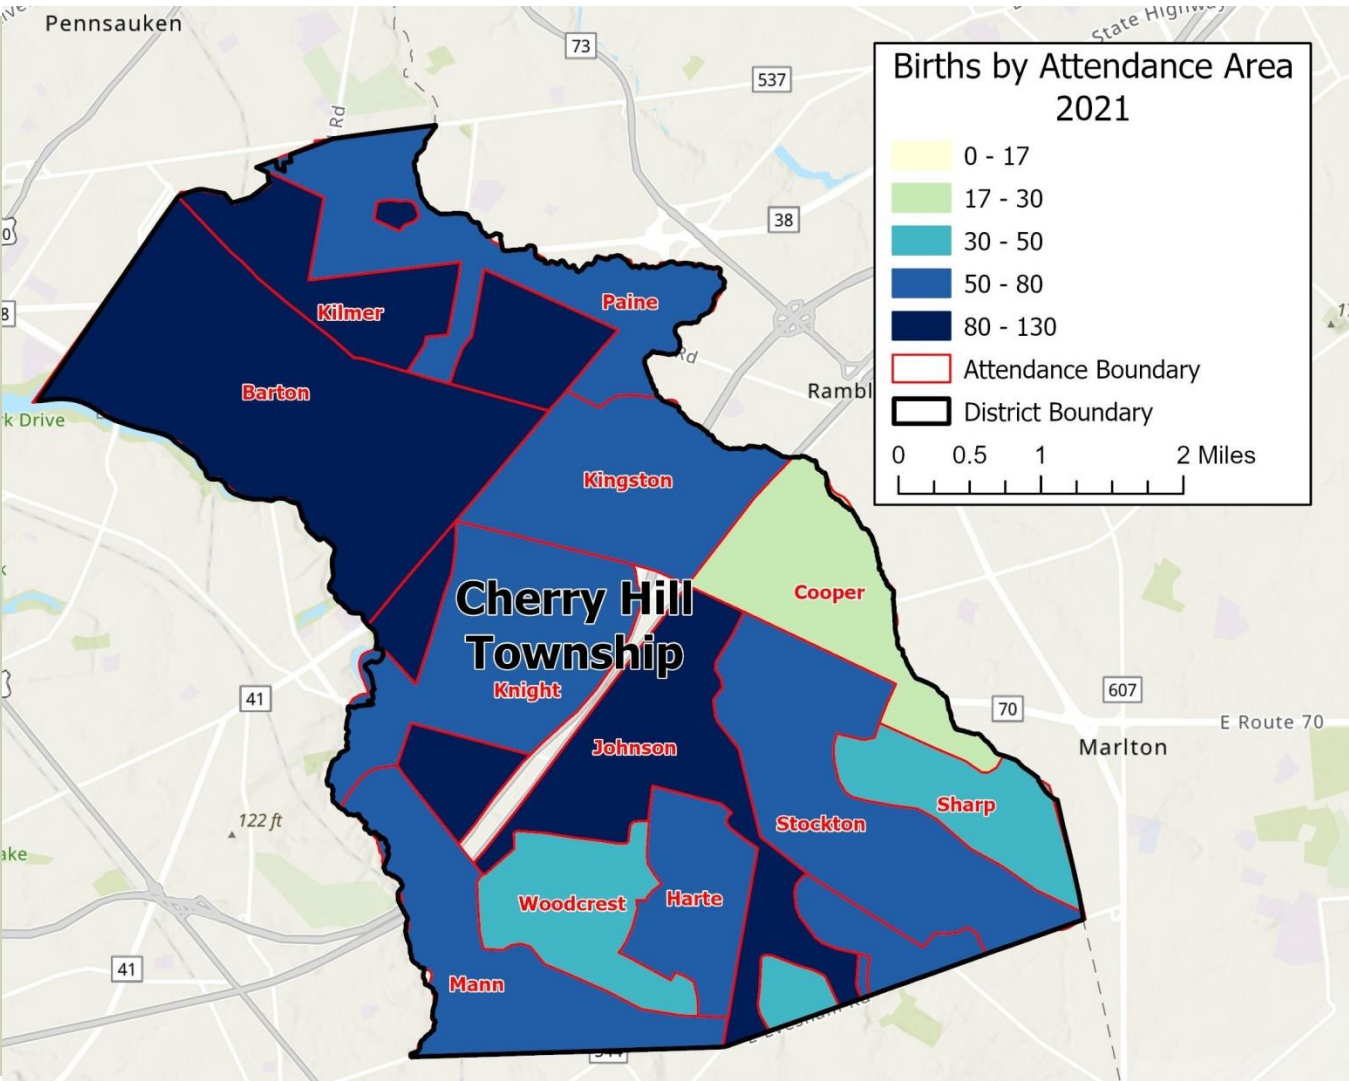 Pennsauken
73
State Highway
537
Rd
38
Births by Attendance Area
2021
0 - 17
17 - 30
30 - 50
50 - 80
80 - 130
Attendance Boundary
District Boundary
0 0.5 1 2 Miles
0
8
Kilmer
Paine
Rd
Barton
Rambl
k Drive
Kingston
Cooper
Cherry Hill
Township
Knight
41
607
70
E Route 70
Marlton
Johnson
Sharp
Stockton
122 ft
ake
Woodcrest
Harte
41
Mann